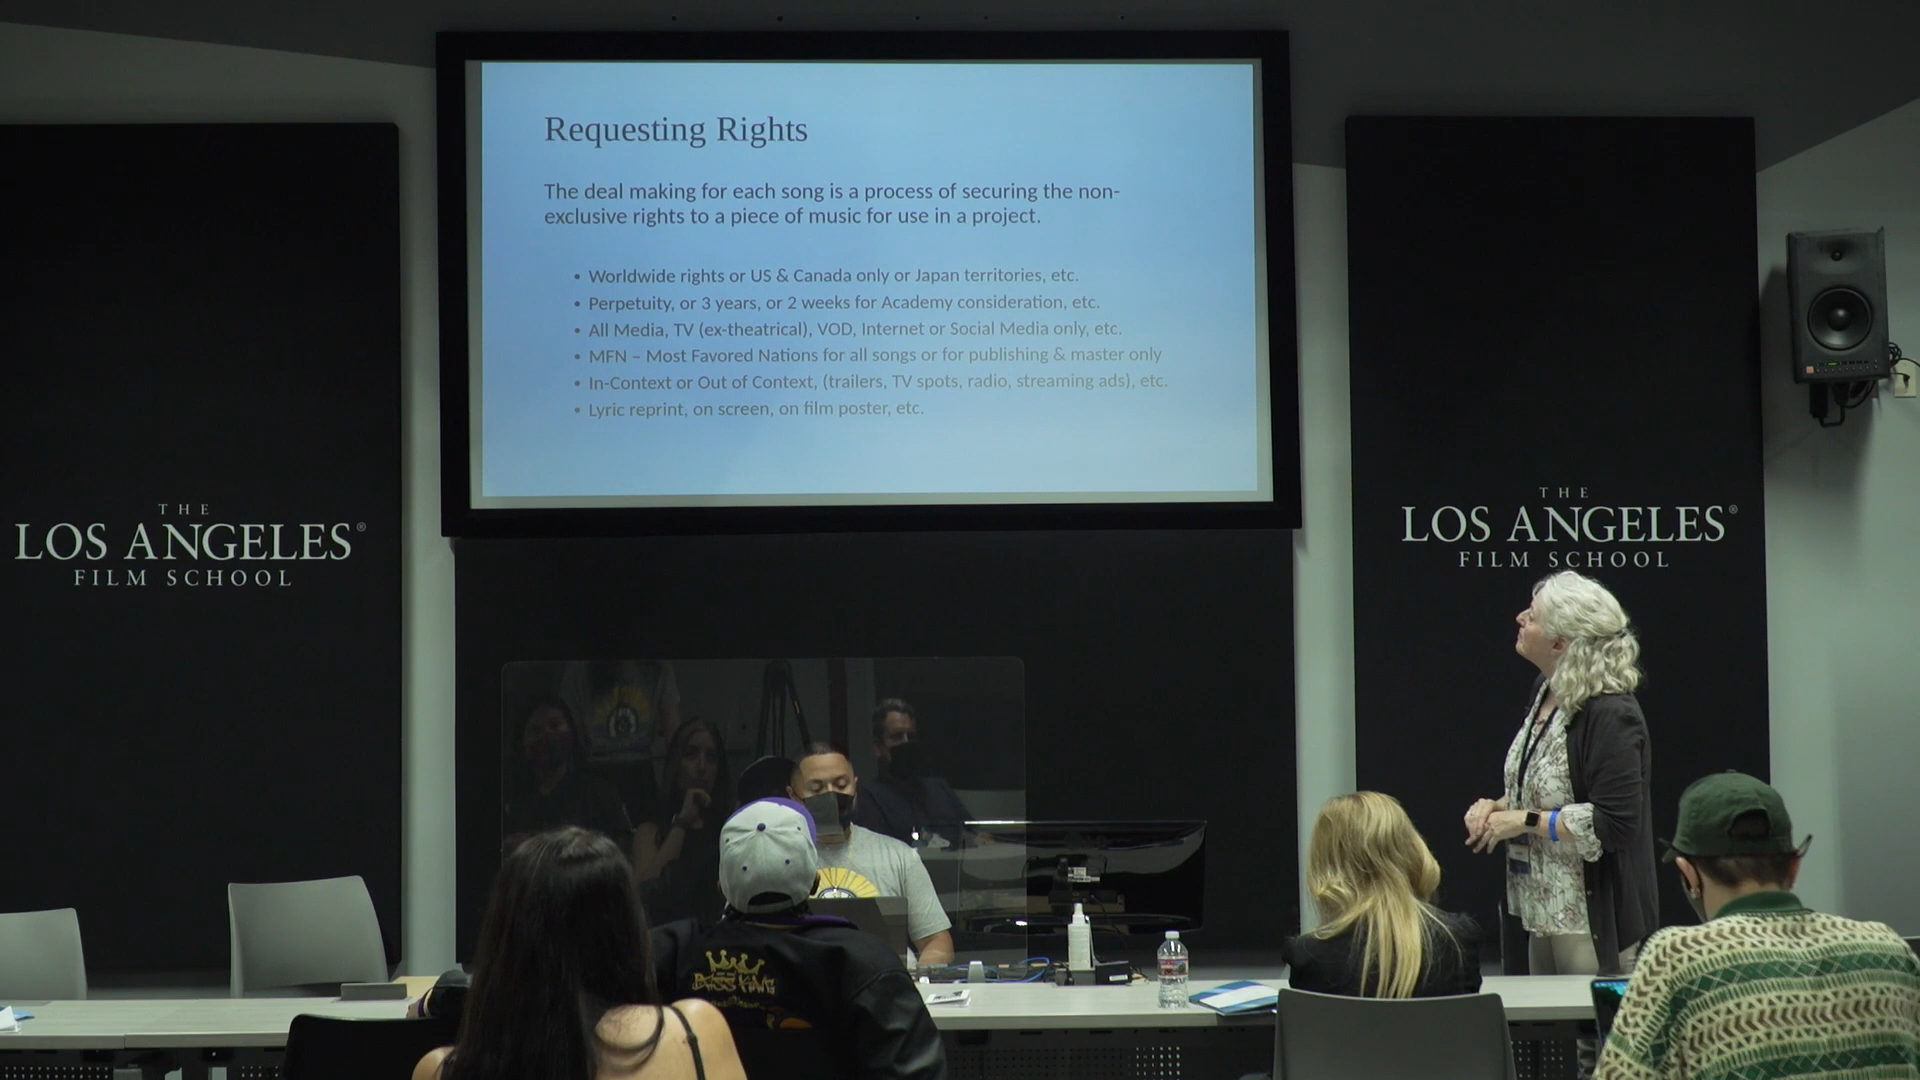 Requesting Rights
The deal making for each song is a process of securing the non-
exclusive rights to a piece of music for use in a project.
• Worldwide rights or US & Canada only or Japan territories, etc.
• Perpetuity, or 3 years, or 2 weeks for Academy consideration, etc.
• All Media, TV (ex-theatrical), VOD, Internet or Social Media only, etc.
• MFN – Most Favored Nations for all songs or for publishing & master only
• In-Context or Out of Context, (trailers, TV spots, radio, streaming ads), etc.
• Lyric reprint, on screen, on film poster, etc.
THE
LOS ANGELES®
FILM SCHOOL
THE
LOS ANGELES®
FILM SCHOOL